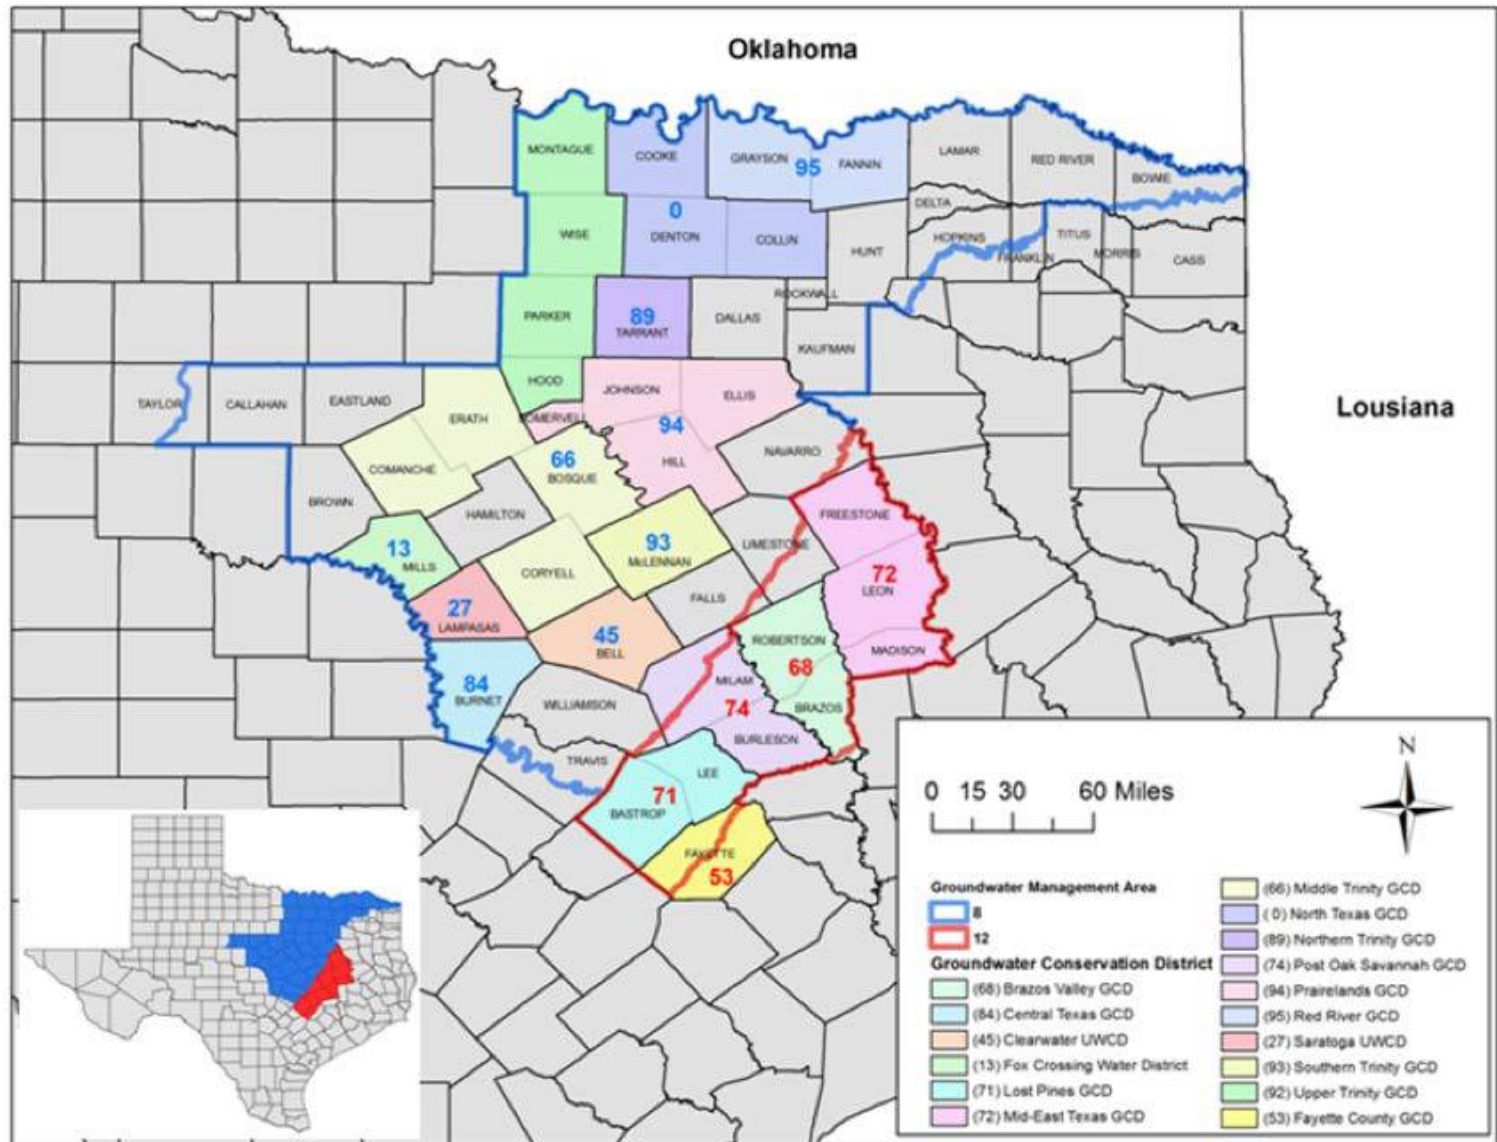 Oklahoma
MONTAGUE
COOKE
GRAYSON
95
FANNIN
LAMAR
RED RIVER
BOWIE
DELTA
0
WISE
DENTON
COLLIN
HUNT
HOPKINS
FRANKLIN
TITUS
MORRIS
CASS
ROCKWALL
PARKER
89
TARRANT
DALLAS
KAUFMAN
HOOD
JOHNSON
ELLIS
TAYLOR
CALLAHAN
EASTLAND
ERATH
SOMERVELL
Lousiana
94
HILL
NAVARRO
COMANCHE
66
BOSQUE
BROWN
HAMILTON
FREESTONE
13
MILLS
CORYELL
93
McLENNAN
LIMESTONE
72
LEON
27
LAMPASAS
FALLS
45
BELL
ROBERTSON
68
MADISON
84
BURNET
WILLIAMSON
MILAM
74
BRAZOS
BURLESON
TRAVIS
LEE
71
BASTROP
FAYETTE
53
N
0 15 30 60 Miles
Groundwater Management Area
8
12
Groundwater Conservation District
(68) Brazos Valley GCD
(84) Central Texas GCD
(45) Clearwater UWCD
(13) Fox Crossing Water District
(71) Lost Pines GCD
(72) Mid-East Texas GCD
(66) Middle Trinity GCD
( 0) North Texas GCD
(89) Northern Trinity GCD
(74) Post Oak Savannah GCD
(94) Prairelands GCD
(95) Red River GCD
(27) Saratoga UWCD
(93) Southern Trinity GCD
(92) Upper Trinity GCD
(53) Fayette County GCD